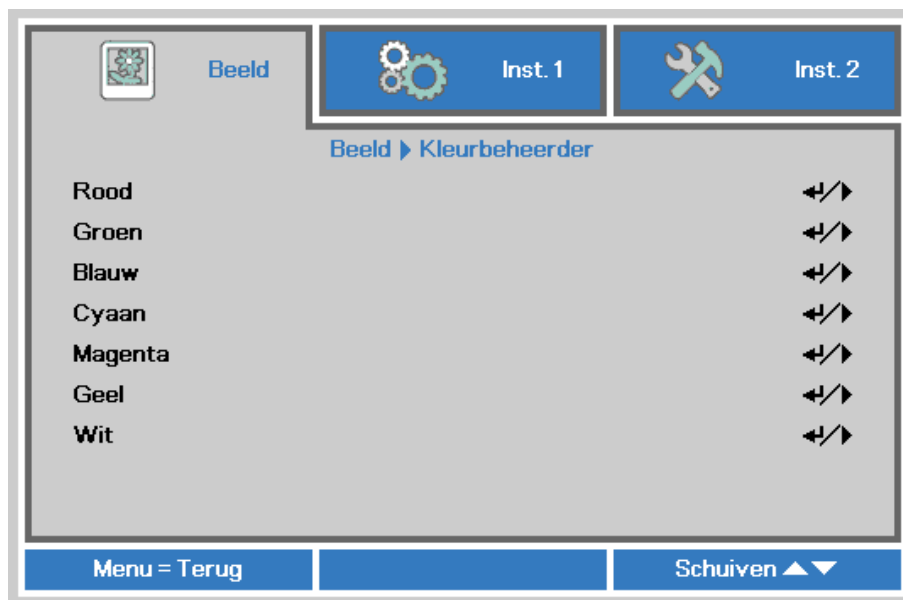 Beeld Inst. 1 Inst. 2
Beeld ▶ Kleurbeheerder
Rood ↵/▶
Groen ↵/▶
Blauw ↵/▶
Cyaan ↵/▶
Magenta ↵/▶
Geel ↵/▶
Wit ↵/▶
Menu = Terug Schuiven ▲▼